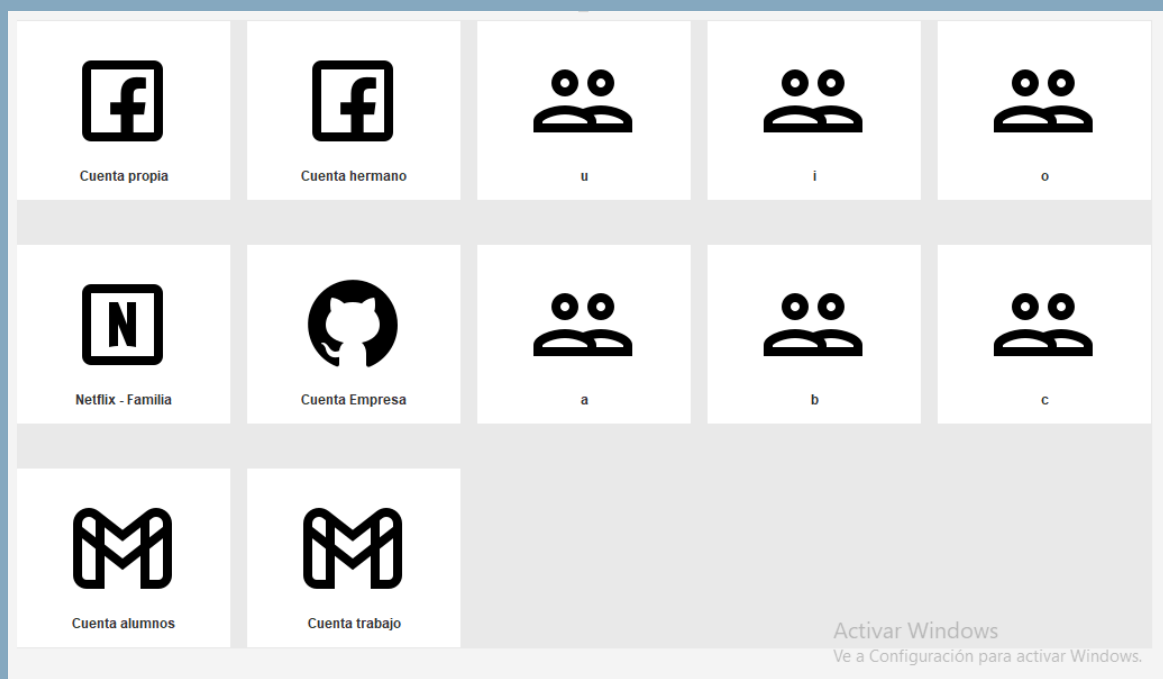 Cuenta propia
Cuenta hermano
u
i
o
Netflix - Familia
Cuenta Empresa
a
b
c
Cuenta alumnos
Cuenta trabajo
Activar Windows
Ve a Configuración para activar Windows.